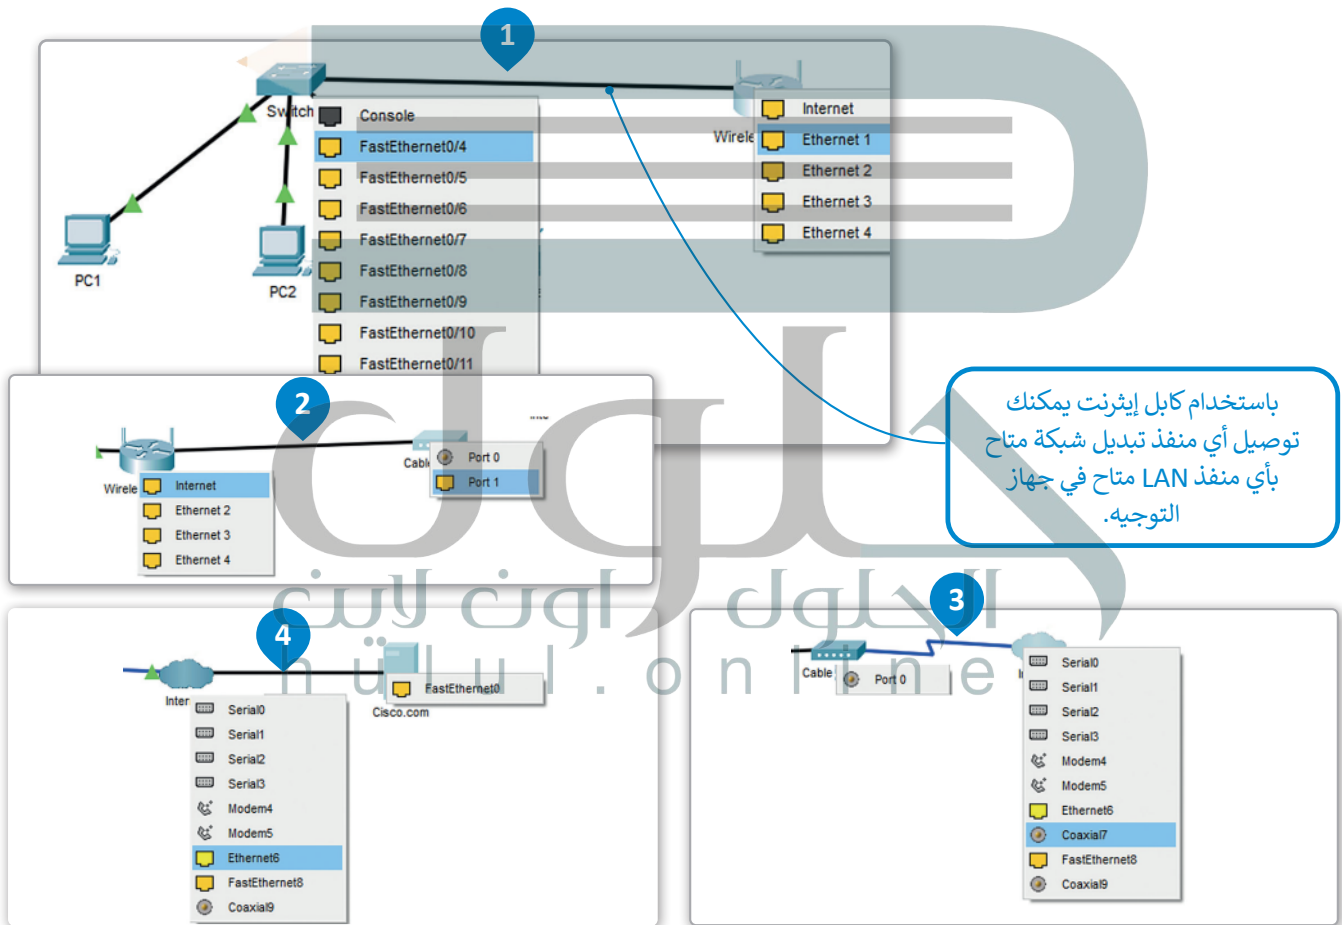 1
Switch
Console
FastEthernet0/4
FastEthernet0/5
FastEthernet0/6
FastEthernet0/7
FastEthernet0/8
FastEthernet0/9
FastEthernet0/10
FastEthernet0/11
PC1
PC2
Wirele
Internet
Ethernet 1
Ethernet 2
Ethernet 3
Ethernet 4
باستخدام كابل إيثرنت يمكنك
توصيل أي منفذ تبديل شبكة متاح
بأي منفذ LAN متاح في جهاز
التوجيه.
2
Wirele
Internet
Ethernet 2
Ethernet 3
Ethernet 4
Cabl
Port 0
Port 1
3
Cable
Port 0
I
Serial0
Serial1
Serial2
Serial3
Modem4
Modem5
Ethernet6
Coaxial7
FastEthernet8
Coaxial9
4
Inter
Serial0
Serial1
Serial2
Serial3
Modem4
Modem5
Ethernet6
FastEthernet8
Coaxial9
FastEthernet0
Cisco.com
حلول
الحلول اون لاين
hulul.online